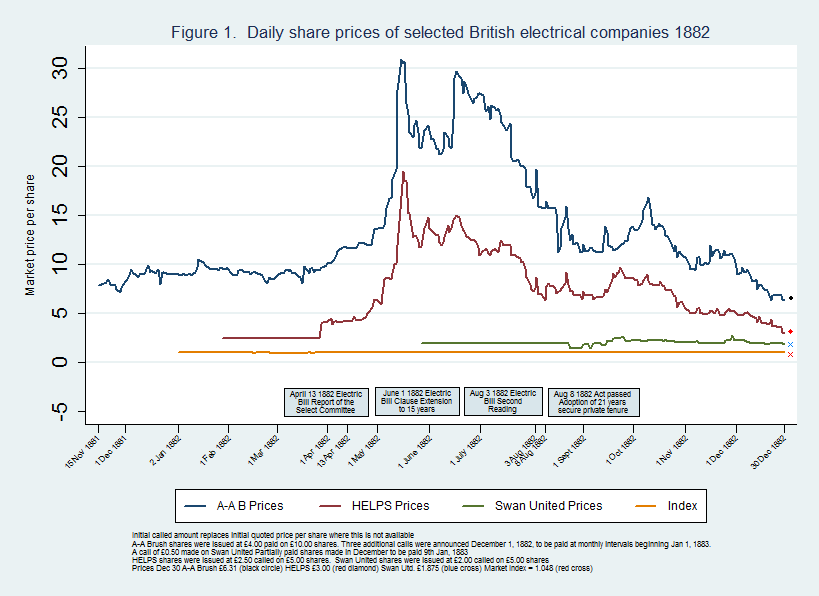 Figure 1.  Daily share prices of selected British electrical companies 1882
Market price per share
30
25
20
15
10
5
0
-5
April 13 1882 Electric
Bill Report of the
Select Committee
June 1 1882 Electric
Bill Clause Extension
to 15 years
Aug 3 1882 Electric
Bill Second
Reading
Aug 8 1882 Act passed
Adoption of 21 years
secure private tenure
15 Nov 1881
1 Dec 1881
2 Jan 1882
1 Feb 1882
1 Mar 1882
1 Apr 1882
13 Apr 1882
1 May 1882
1 June 1882
1 July 1882
3 Aug 1882
8 Aug 1882
1 Sept 1882
1 Oct 1882
1 Nov 1882
1 Dec 1882
30 Dec 1882
A-A B Prices
HELPS Prices
Swan United Prices
Index
Initial called amount replaces initial quoted price per share where this is not available
A-A Brush shares were issued at £4.00 paid on £10.00 shares. Three additional calls were announced December 1, 1882, to be paid at monthly intervals beginning Jan 1, 1883.
A call of £0.50 made on Swan United Partially paid shares made in December to be paid 9th Jan, 1883
HELPS shares were issued at £2.50 called on £5.00 shares.  Swan United shares were issued at £2.00 called on £5.00 shares
Prices Dec 30 A-A Brush £6.31 (black circle) HELPS £3.00 (red diamond) Swan Utd. £1.875 (blue cross) Market Index = 1.048 (red cross)